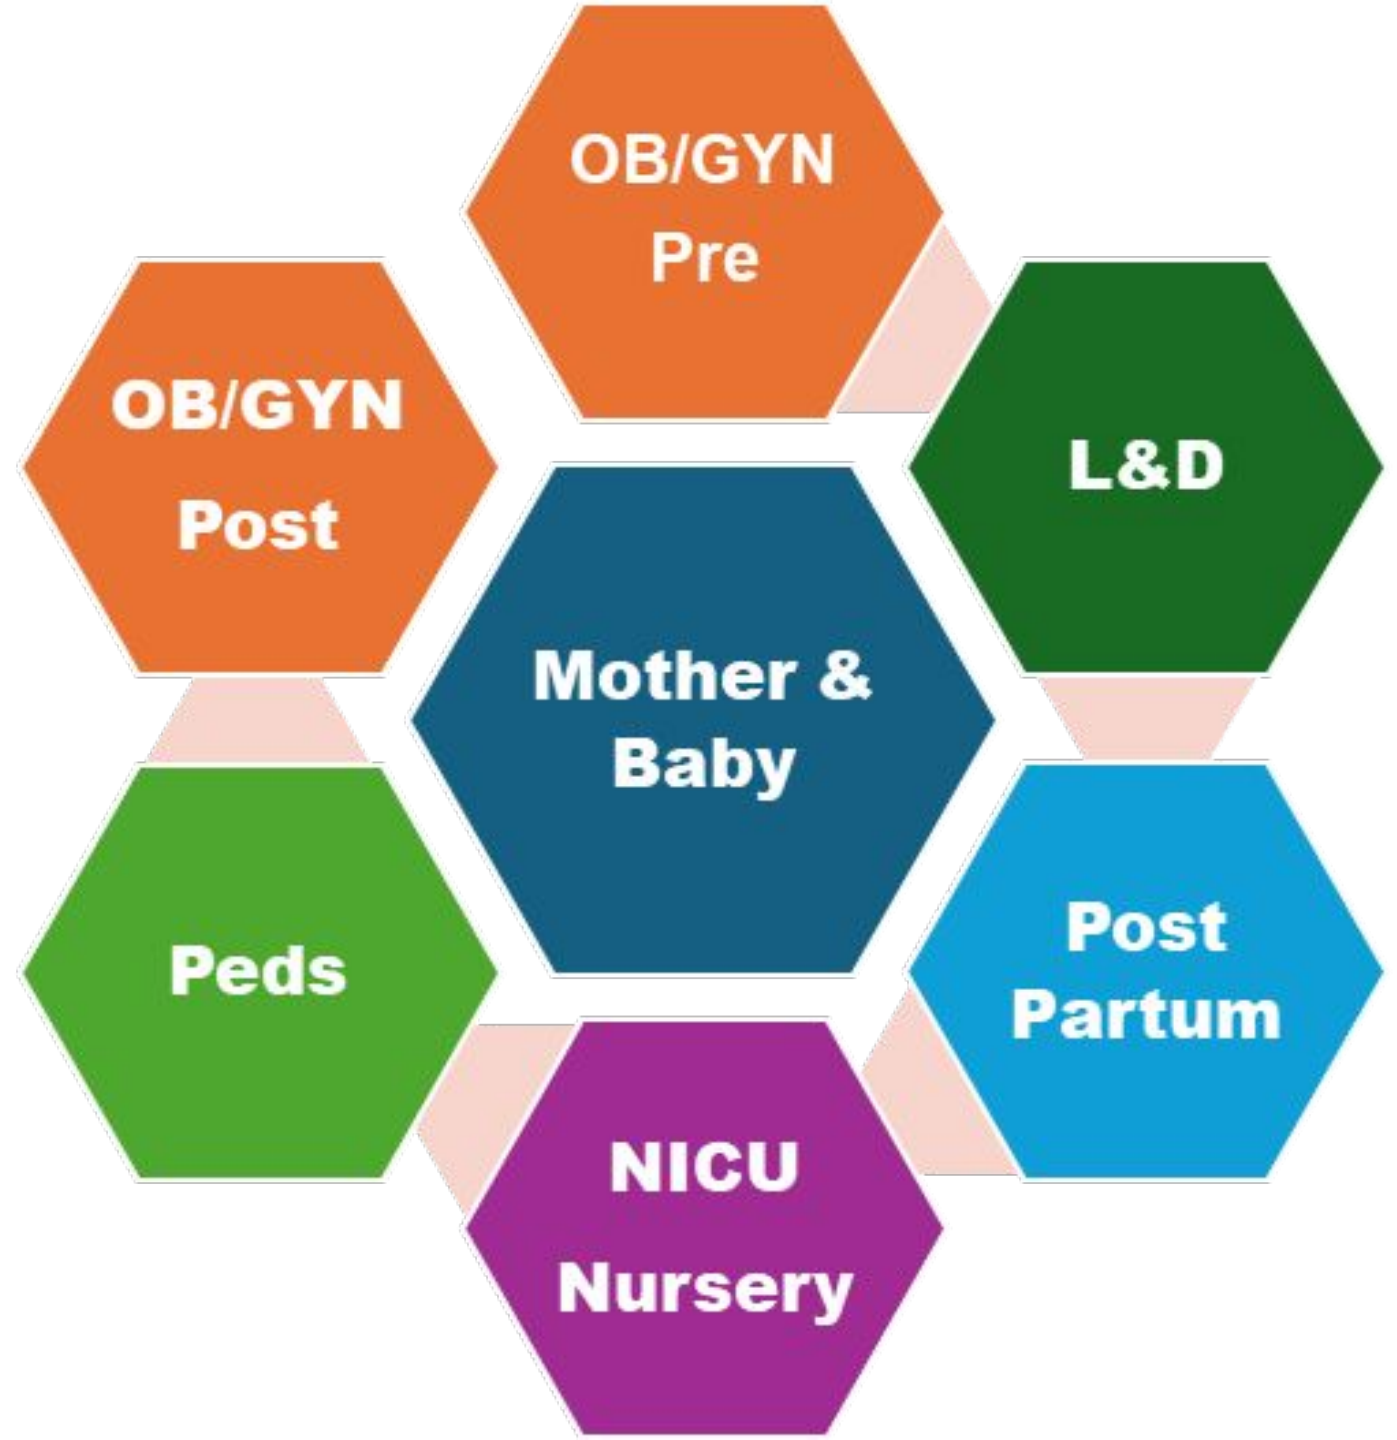 OB/GYN
Pre
L&D
Post
Partum
NICU
Nursery
Peds
OB/GYN
Post
Mother &
Baby